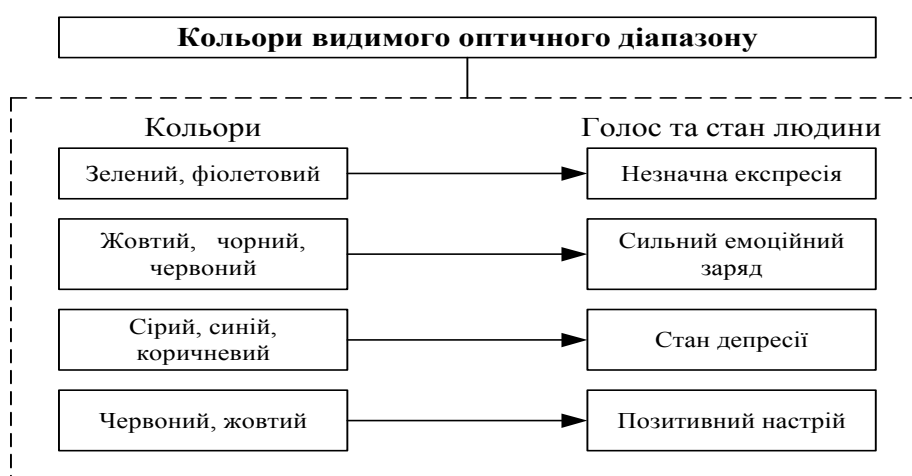 Кольори видимого оптичного діапазону
Кольори
Голос та стан людини
Зелений, фіолетовий
Незначна експресія
Жовтий, чорний,
червоний
Сильний емоційний
заряд
Сірий, синій,
коричневий
Стан депресії
Червоний, жовтий
Позитивний настрій